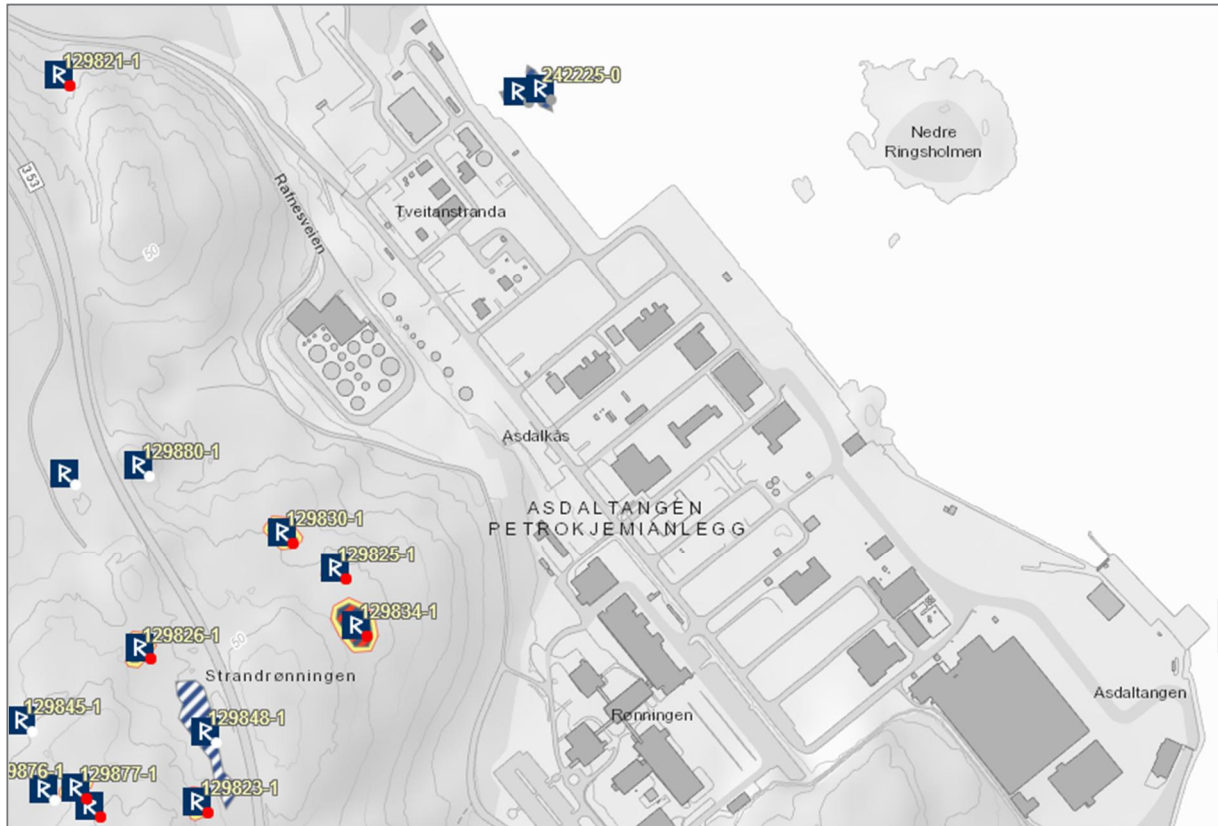 129821-1
242225-0
Nedre
Ringsholmen
353
Rafnesveien
Tveitanstranda
50
Asdalkås
129880-1
ASDALTANGEN
PETROKJEMIANLEGG
129830-1
129825-1
129834-1
129826-1
50
Strandrønningen
Asdaltangen
129845-1
129848-1
Rønningen
9876-1
129877-1
129823-1